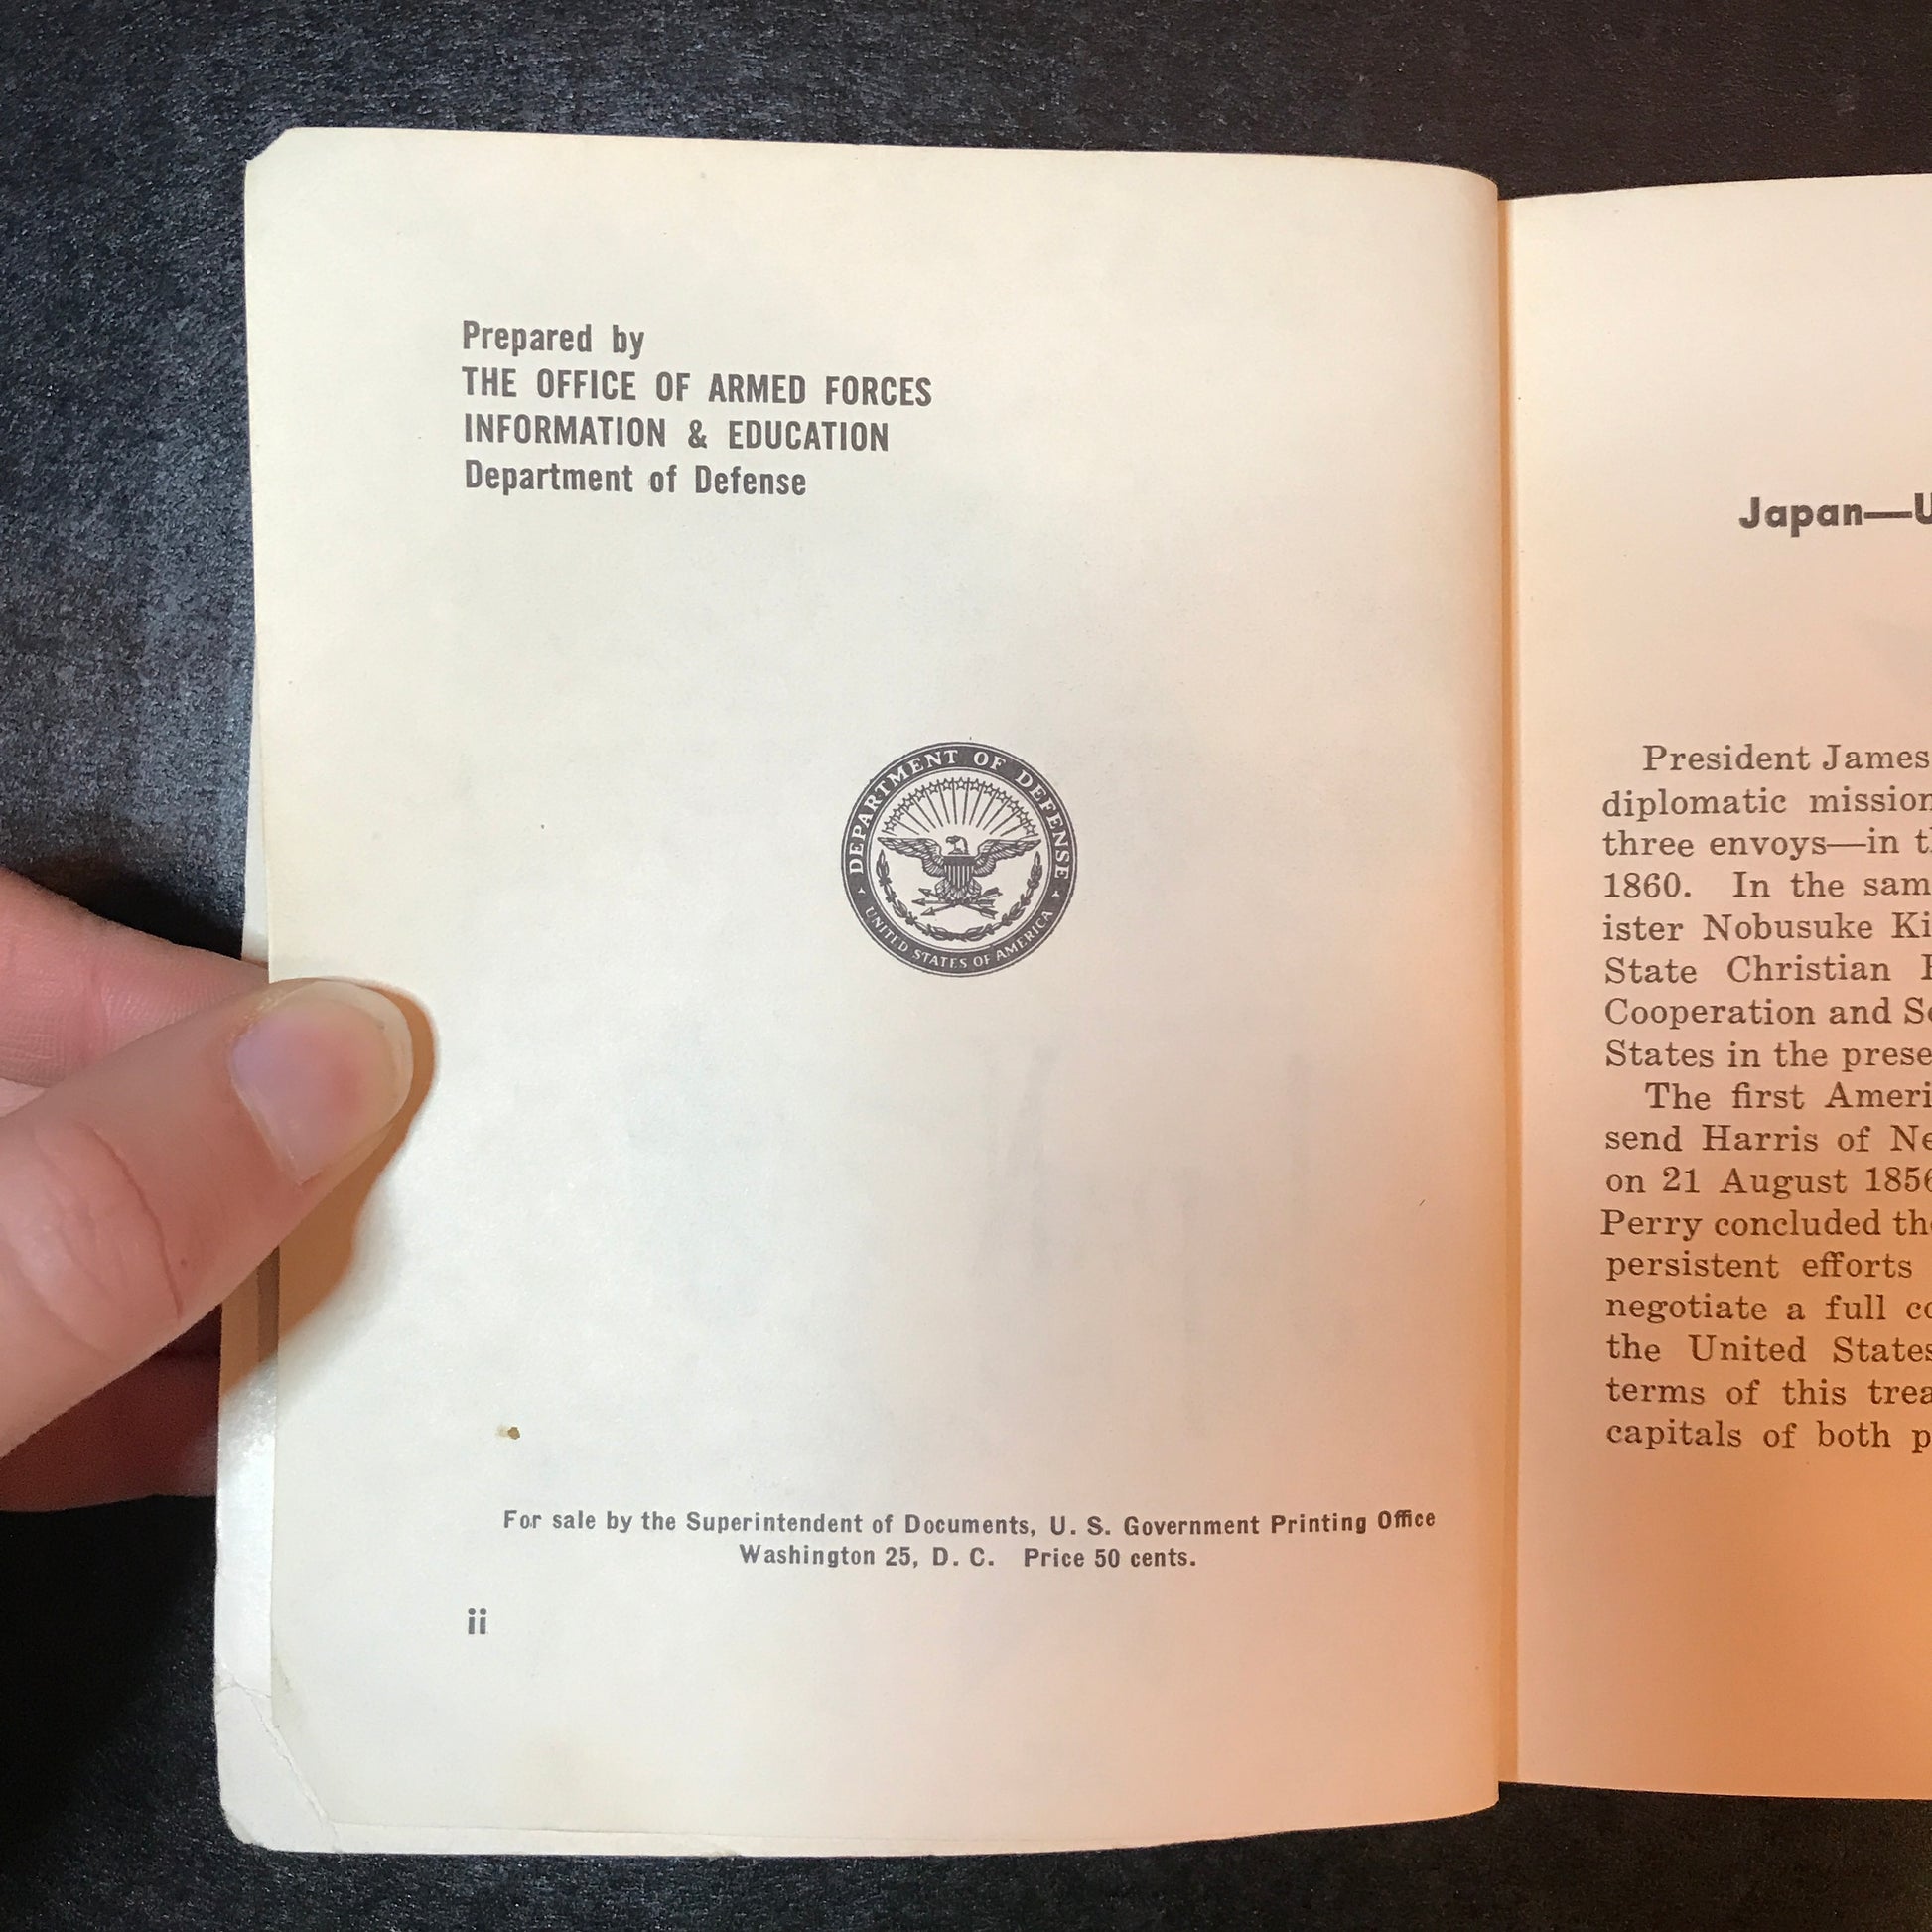 Prepared by
THE OFFICE OF ARMED FORCES
INFORMATION & EDUCATION
Department of Defense
DEPARTMENT OF DEFENSE
UNITED STATES OF AMERICA
For sale by the Superintendent of Documents, U. S. Government Printing Office
Washington 25, D. C. Price 50 cents.
ii
Japan—U
President James
diplomatic mission
three envoys—in
1860. In the sam
ister Nobusuke Ki
State Christian
Cooperation and
States in the prese
The first Ameri
send Harris of Ne
on 21 August 1856
Perry concluded the
persistent efforts
negotiate a full co
the United States
terms of this trea
capitals of both p